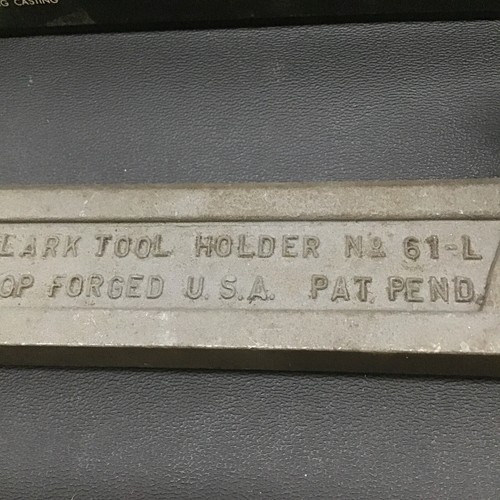 G CASTING
LARK TOOL HOLDER No 61-L
OP FORGED U.S.A. PAT. PEND.